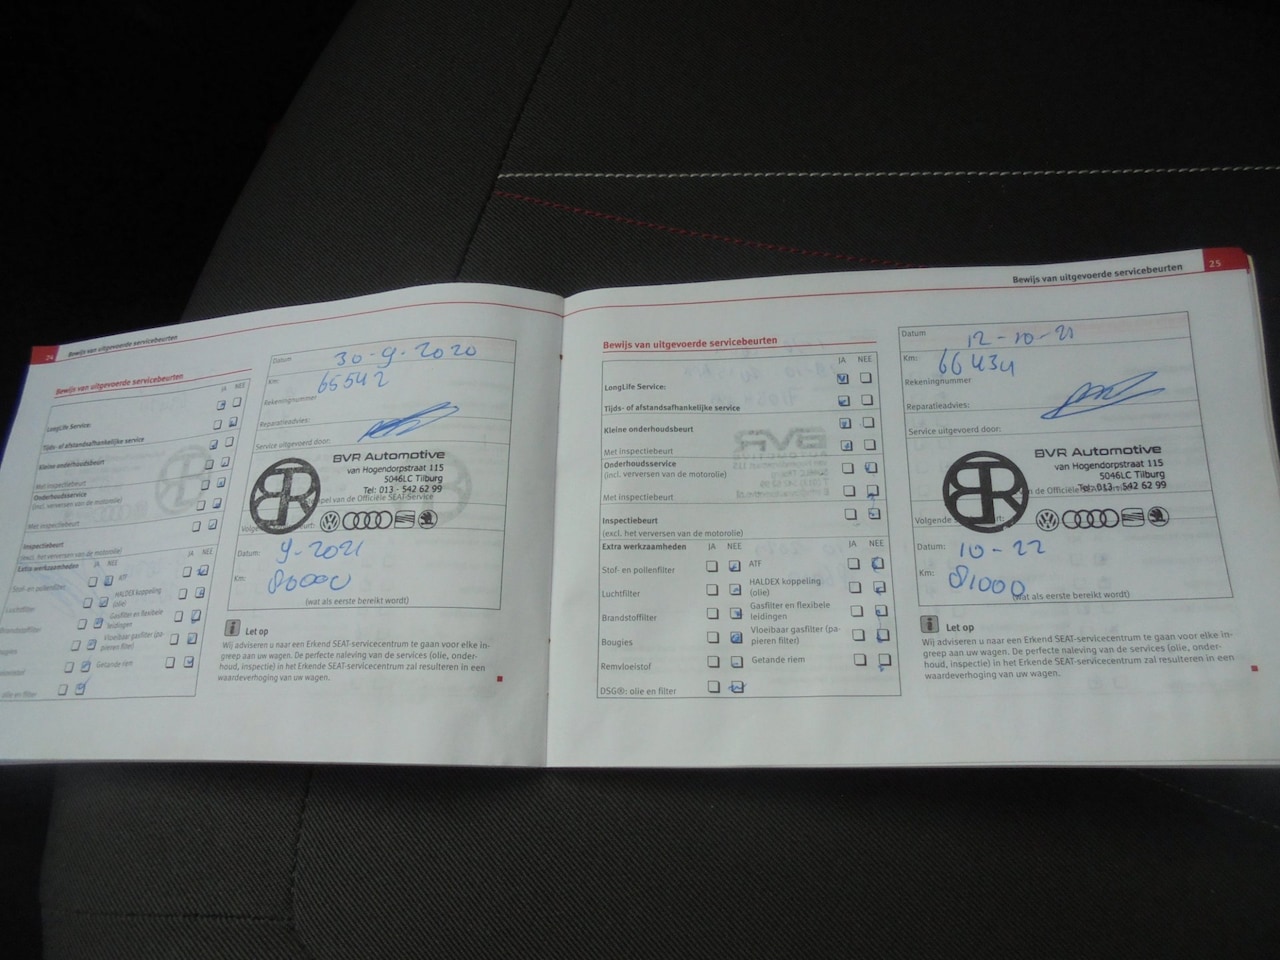 24
Bewijs van uitgevoerde servicebeurten
Bewijs van uitgevoerde servicebeurten
JA NEE
LongLife Service:
Tijds- of afstandsafhankelijke service
Kleine onderhoudsbeurt
Met inspectiebeurt
Onderhoudsservice
(incl. verversen van de motorolie)
Met inspectiebeurt
Inspectiebeurt
(excl. het verversen van de motorolie)
Extra werkzaamheden JA NEE JA NEE
Stof- en pollenfilter ATF
Luchtfilter HALDEX koppeling (olie)
Brandstoffilter Gasfilter en flexibele leidingen
Vloeibaar gasfilter (pa-
pieren filter)
Getande riem
olie en filter
Datum 30-9-2020
Km: 65542
Rekeningnummer
Reparatieadvies:
Service uitgevoerd door:
BVR Automotive
van Hogendorpstraat 115
5046LC Tilburg
Tel: 013 - 542 62 99
pel van de Officiële SEAT-Service
Volgende
Datum: 9-2021
Km: 80000
(wat als eerste bereikt wordt)
i Let op
Wij adviseren u naar een Erkend SEAT-servicecentrum te gaan voor elke in-
greep aan uw wagen. De perfecte naleving van de services (olie, onder-
houd, inspectie) in het Erkende SEAT-servicecentrum zal resulteren in een
waardeverhoging van uw wagen.
Bewijs van uitgevoerde servicebeurten
25
Bewijs van uitgevoerde servicebeurten
JA NEE
LongLife Service:
Tijds- of afstandsafhankelijke service
Kleine onderhoudsbeurt
Met inspectiebeurt
Onderhoudsservice
(incl. verversen van de motorolie)
Met inspectiebeurt
Inspectiebeurt
(excl. het verversen van de motorolie)
Extra werkzaamheden JA NEE JA NEE
Stof- en pollenfilter ATF
Luchtfilter HALDEX koppeling
(olie)
Brandstoffilter Gasfilter en flexibele
leidingen
Bougies Vloeibaar gasfilter (pa-
pieren filter)
Remvloeistof Getande riem
DSG®: olie en filter
Datum 12-10-21
Km: 66434
Rekeningnummer
Reparatieadvies:
Service uitgevoerd door:
BVR Automotive
van Hogendorpstraat 115
5046LC Tilburg
Tel: 013 - 542 62 99
Volgende
Datum: 10-22
Km: 81000
(wat als eerste bereikt wordt)
i Let op
Wij adviseren u naar een Erkend SEAT-servicecentrum te gaan voor elke in-
greep aan uw wagen. De perfecte naleving van de services (olie, onder-
houd, inspectie) in het Erkende SEAT-servicecentrum zal resulteren in een
waardeverhoging van uw wagen.